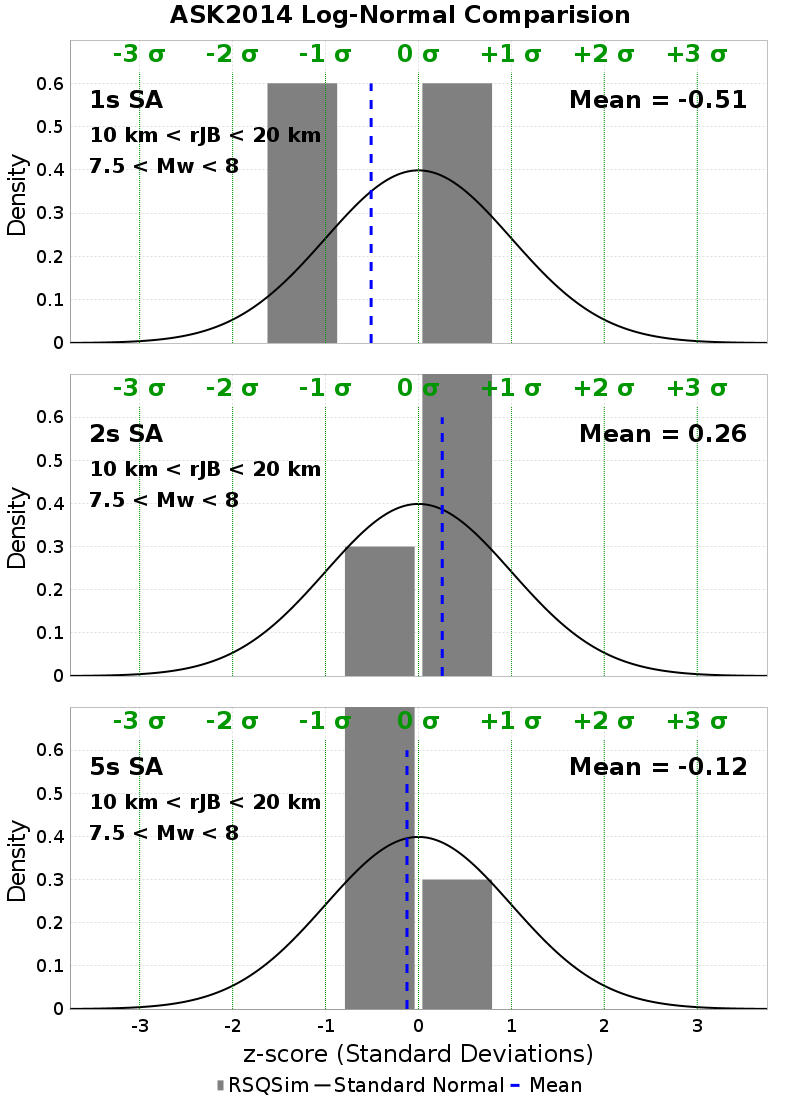 ASK2014 Log-Normal Comparision
-3 σ -2 σ -1 σ 0 σ +1 σ +2 σ +3 σ
0.6
1s SA Mean = -0.51
0.5
10 km < rJB < 20 km
7.5 < Mw < 8
0.4
0.3
0.2
0.1
0
Density
-3 σ -2 σ -1 σ 0 σ +1 σ +2 σ +3 σ
0.6
2s SA Mean = 0.26
0.5
10 km < rJB < 20 km
7.5 < Mw < 8
0.4
0.3
0.2
0.1
0
Density
-3 σ -2 σ -1 σ 0 σ +1 σ +2 σ +3 σ
0.6
5s SA Mean = -0.12
0.5
10 km < rJB < 20 km
7.5 < Mw < 8
0.4
0.3
0.2
0.1
0
Density
-3 -2 -1 0 1 2 3
z-score (Standard Deviations)
RSQSim Standard Normal Mean